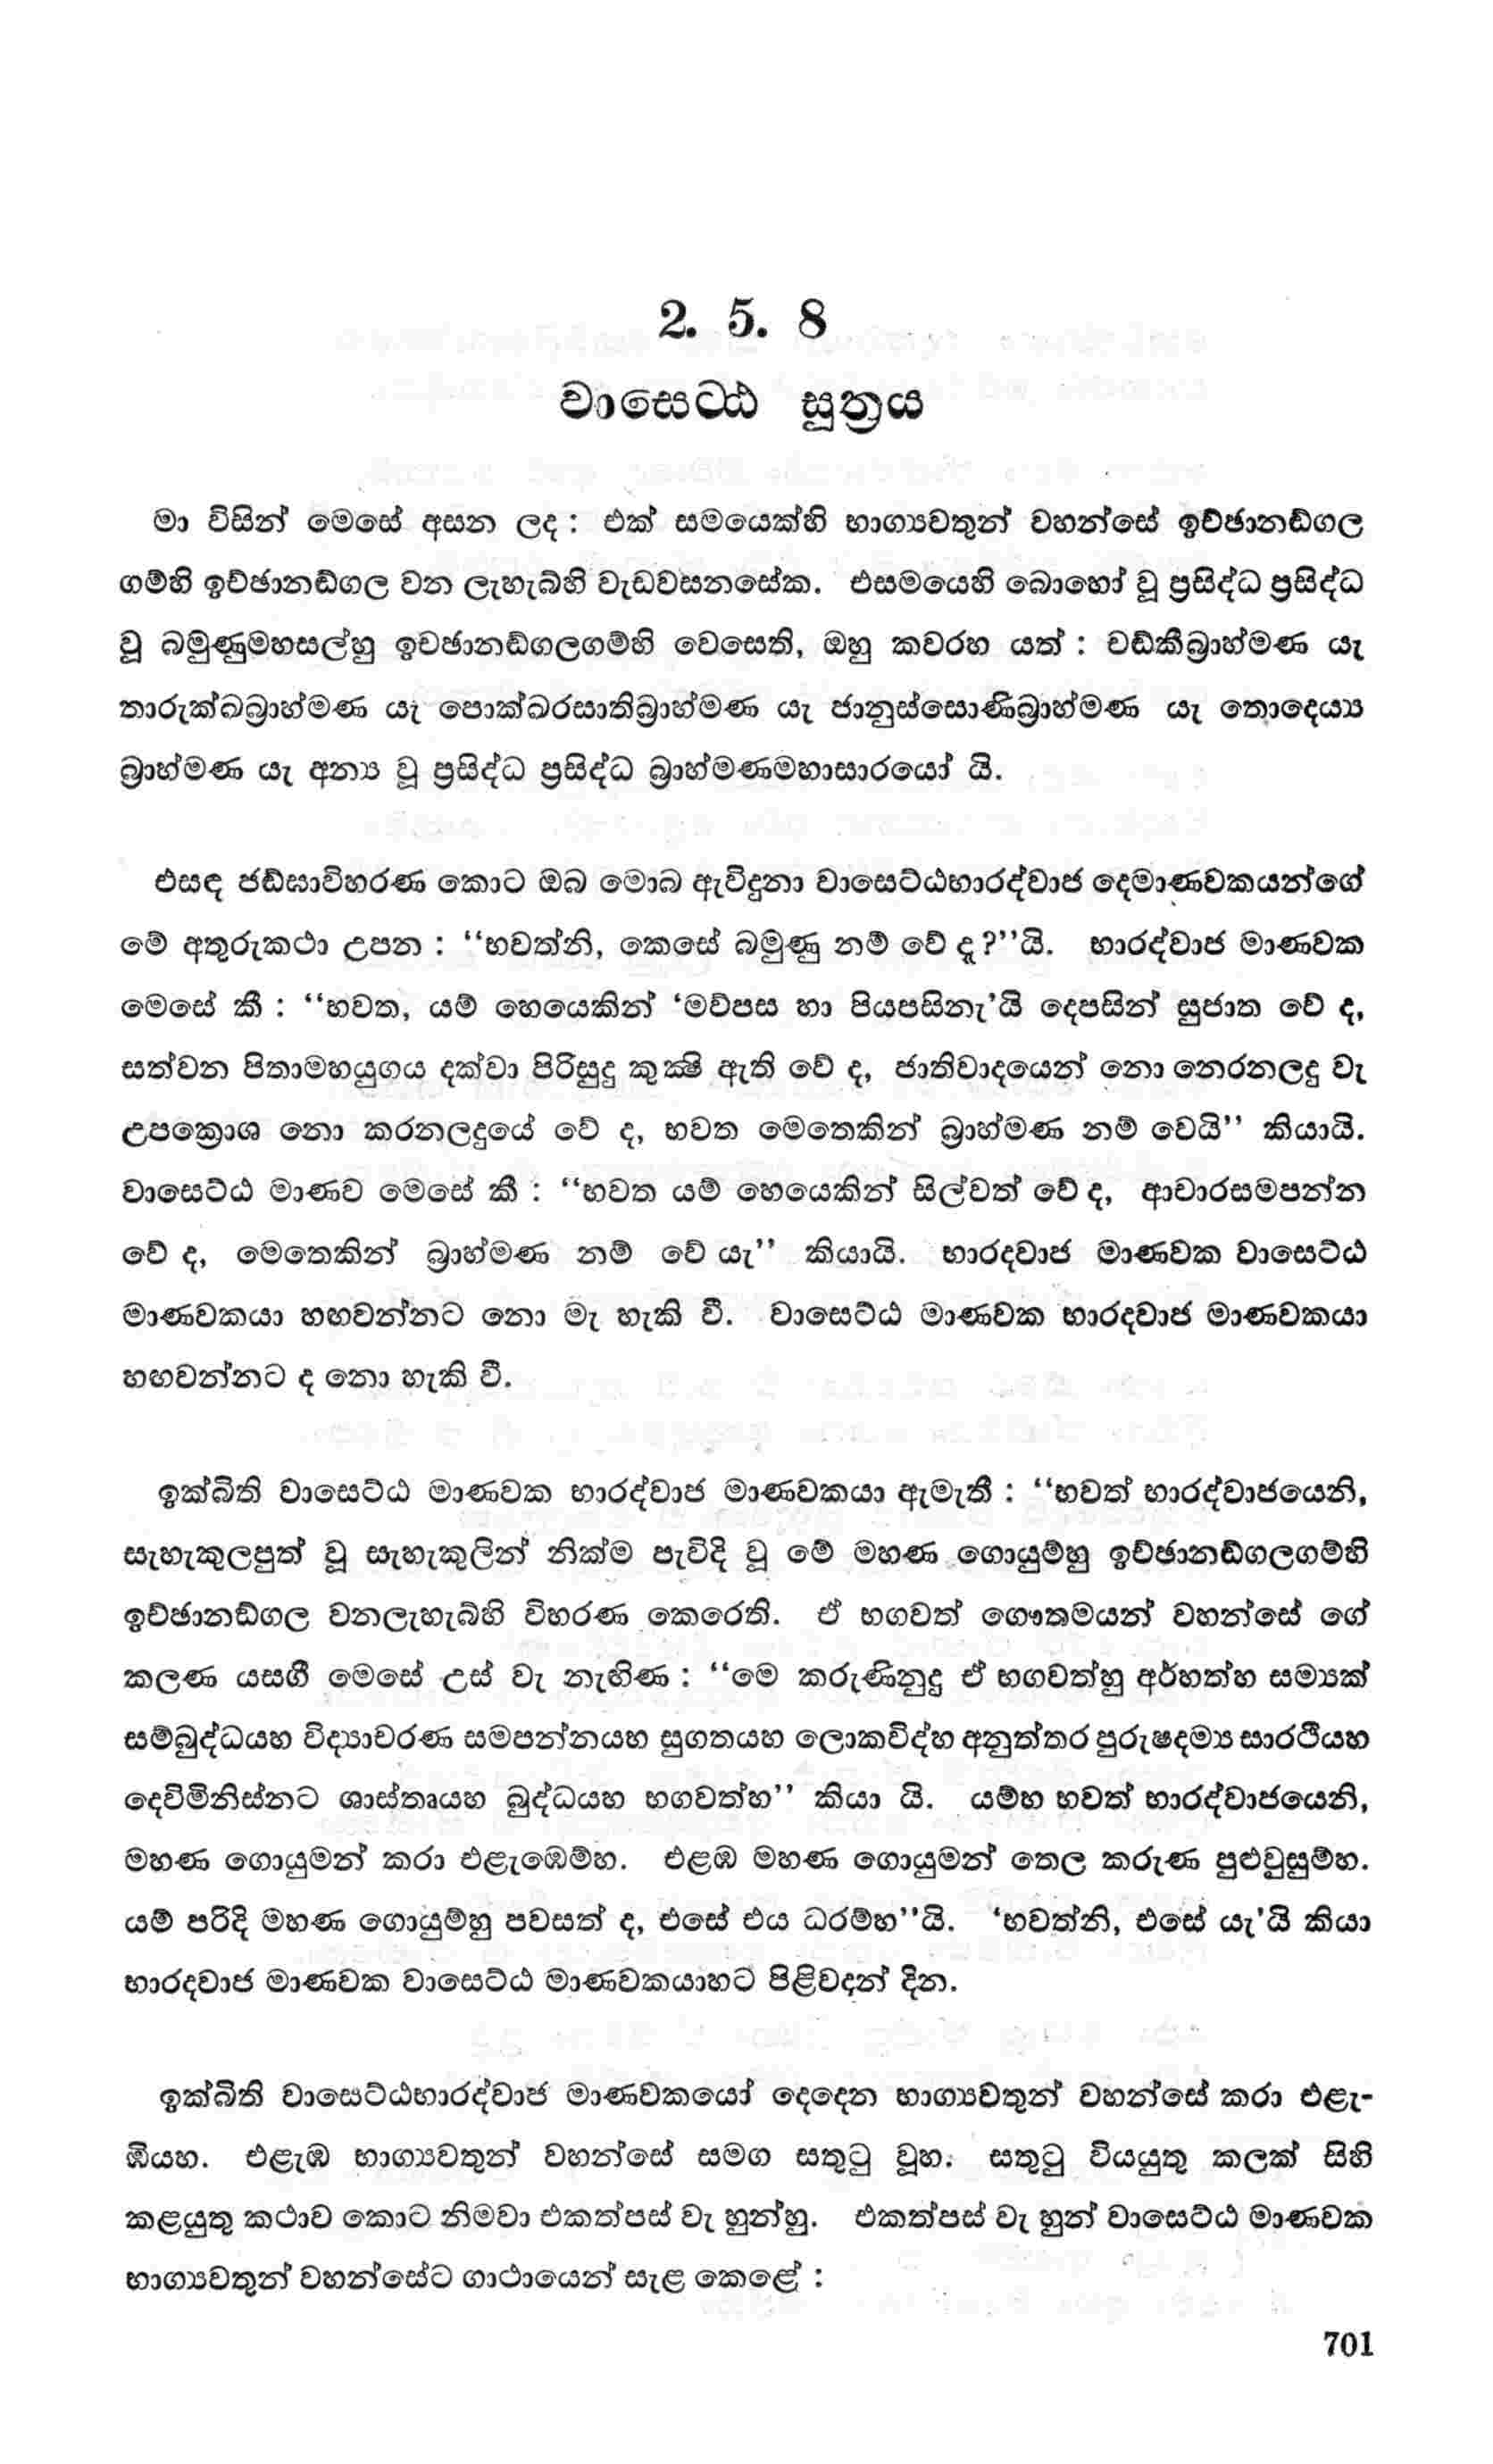 2. 5. 8
වාසෙට්ඨ සූත්‍රය
මා විසින් මෙසේ අසන ලද : එක් සමයෙක්හි භාග්‍යවතුන් වහන්සේ ඉච්ඡානඞ්ගල
ගම්හි ඉච්ඡානඞ්ගල වන ලැහැබ්හි වැඩවසනසේක. එසමයෙහි බොහෝ වූ ප්‍රසිද්ධ ප්‍රසිද්ධ
වූ බමුණුමහසල්හු ඉචඡානඞ්ගලගම්හි වෙසෙති, ඔහු කවරහ යත් : චඞ්කීබ්‍රාහ්මණ යැ
තාරුක්ඛබ්‍රාහ්මණ යැ පොක්ඛරසාතිබ්‍රාහ්මණ යැ ජානුස්සොණිබ්‍රාහ්මණ යැ තොදෙය්‍ය
බ්‍රාහ්මණ යැ අන්‍ය වූ ප්‍රසිද්ධ ප්‍රසිද්ධ බ්‍රාහ්මණමහාසාරයෝ යි.
එසඳ ජඞ්ඝාවිහරණ කොට ඔබ මොබ ඇවිදුනා වාසෙට්ඨභාරද්වාජ දෙමාණවකයන්ගේ
මේ අතුරුකථා උපන : “භවත්නි, කෙසේ බමුණු නම් වේ දැ?”යි. භාරද්වාජ මාණවක
මෙසේ කී : “භවත, යම් හෙයෙකින් ‘මව්පස හා පියපසිනැ’යි දෙපසින් සුජාත වේ ද,
සත්වන පිතාමහයුගය දක්වා පිරිසුදු කුක්‍ෂි ඇති වේ ද, ජාතිවාදයෙන් නො නෙරනලදු වැ
උපක්‍රොශ නො කරනලදුයේ වේ ද, භවත මෙතෙකින් බ්‍රාහ්මණ නම් වෙයි” කියායි.
වාසෙට්ඨ මාණව මෙසේ කී : “භවත යම් හෙයෙකින් සිල්වත් වේ ද, ආචාරසමපන්න
වේ ද, මෙතෙකින් බ්‍රාහ්මණ නම් වේ යැ” කියායි. භාරදවාජ මාණවක වාසෙට්ඨ
මාණවකයා හඟවන්නට නො මැ හැකි වී. වාසෙට්ඨ මාණවක භාරදවාජ මාණවකයා
හඟවන්නට ද නො හැකි වී.
ඉක්බිති වාසෙට්ඨ මාණවක භාරද්වාජ මාණවකයා ඇමැතී : “භවත් භාරද්වාජයෙනි,
සැහැකුලපුත් වූ සැහැකුලින් නික්ම පැවිදි වූ මේ මහණ ගොයුම්හු ඉච්ඡානඞ්ගලගම්හි
ඉච්ඡානඞ්ගල වනලැහැබ්හි විහරණ කෙරෙති. ඒ භගවත් ගෞතමයන් වහන්සේ ගේ
කලණ යසගී මෙසේ උස් වැ නැඟිණ : “මෙ කරුණිනුදු ඒ භගවත්හු අර්හත්හ සම්‍යක්
සම්බුද්ධයහ විද්‍යාචරණ සමපන්නයහ සුගතයහ ලොකවිද්හ අනුත්තර පුරුෂදම්‍ය සාරථියහ
දෙවිමිනිස්නට ශාස්තෘයහ බුද්ධයහ භගවත්හ” කියා යි. යම්හ භවත් භාරද්වාජයෙනි,
මහණ ගොයුමන් කරා එළැඹෙම්හ. එළඹ මහණ ගොයුමන් තෙල කරුණ පුළුවුසුම්හ.
යම් පරිදි මහණ ගොයුම්හු පවසත් ද, එසේ එය ධරම්හ”යි. ‘භවත්නි, එසේ යැ’යි කියා
භාරදවාජ මාණවක වාසෙට්ඨ මාණවකයාහට පිළිවදන් දින.
ඉක්බිති වාසෙට්ඨභාරද්වාජ මාණවකයෝ දෙදෙන භාග්‍යවතුන් වහන්සේ කරා එළැ-
ඹියහ. එළැඹ භාග්‍යවතුන් වහන්සේ සමග සතුටු වූහ. සතුටු වියයුතු කලක් සිහි
කළයුතු කථාව කොට නිමවා එකත්පස් වැ හුන්හු. එකත්පස් වැ හුන් වාසෙට්ඨ මාණවක
භාග්‍යවතුන් වහන්සේට ගාථායෙන් සැළ කෙළේ :
701